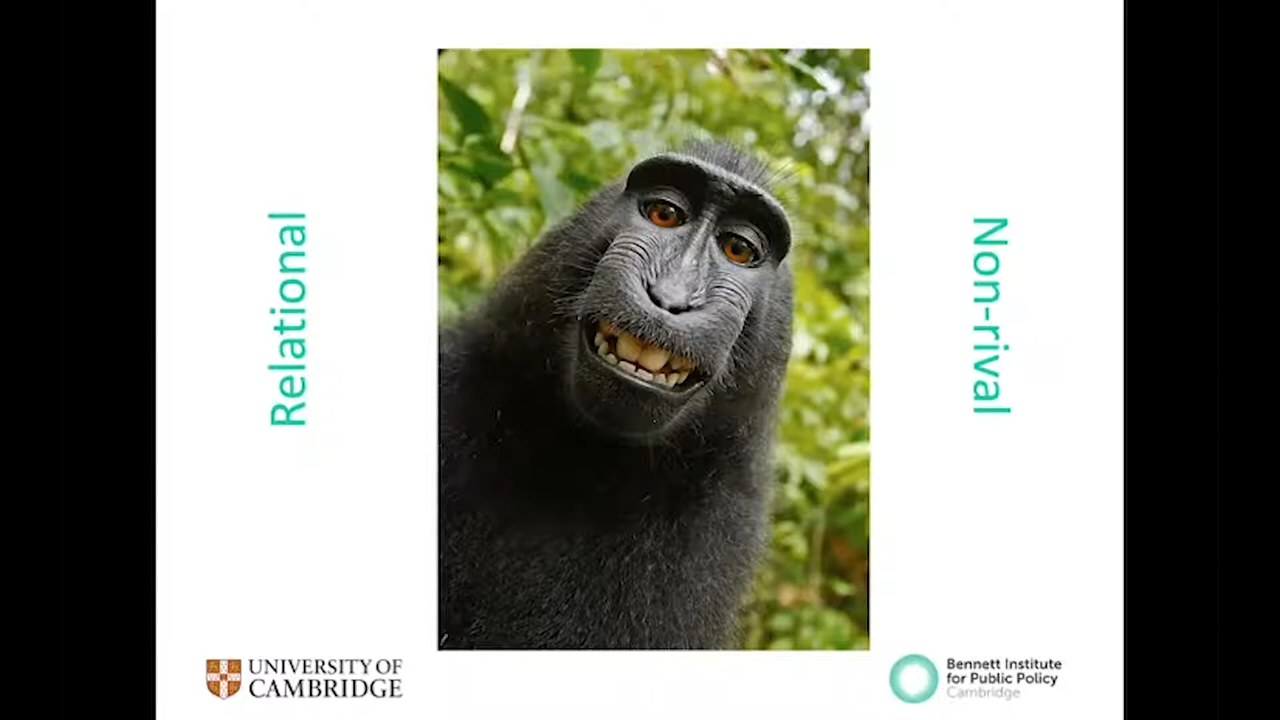 Relational
Non-rival
UNIVERSITY OF
CAMBRIDGE
Bennett Institute
for Public Policy
Cambridge